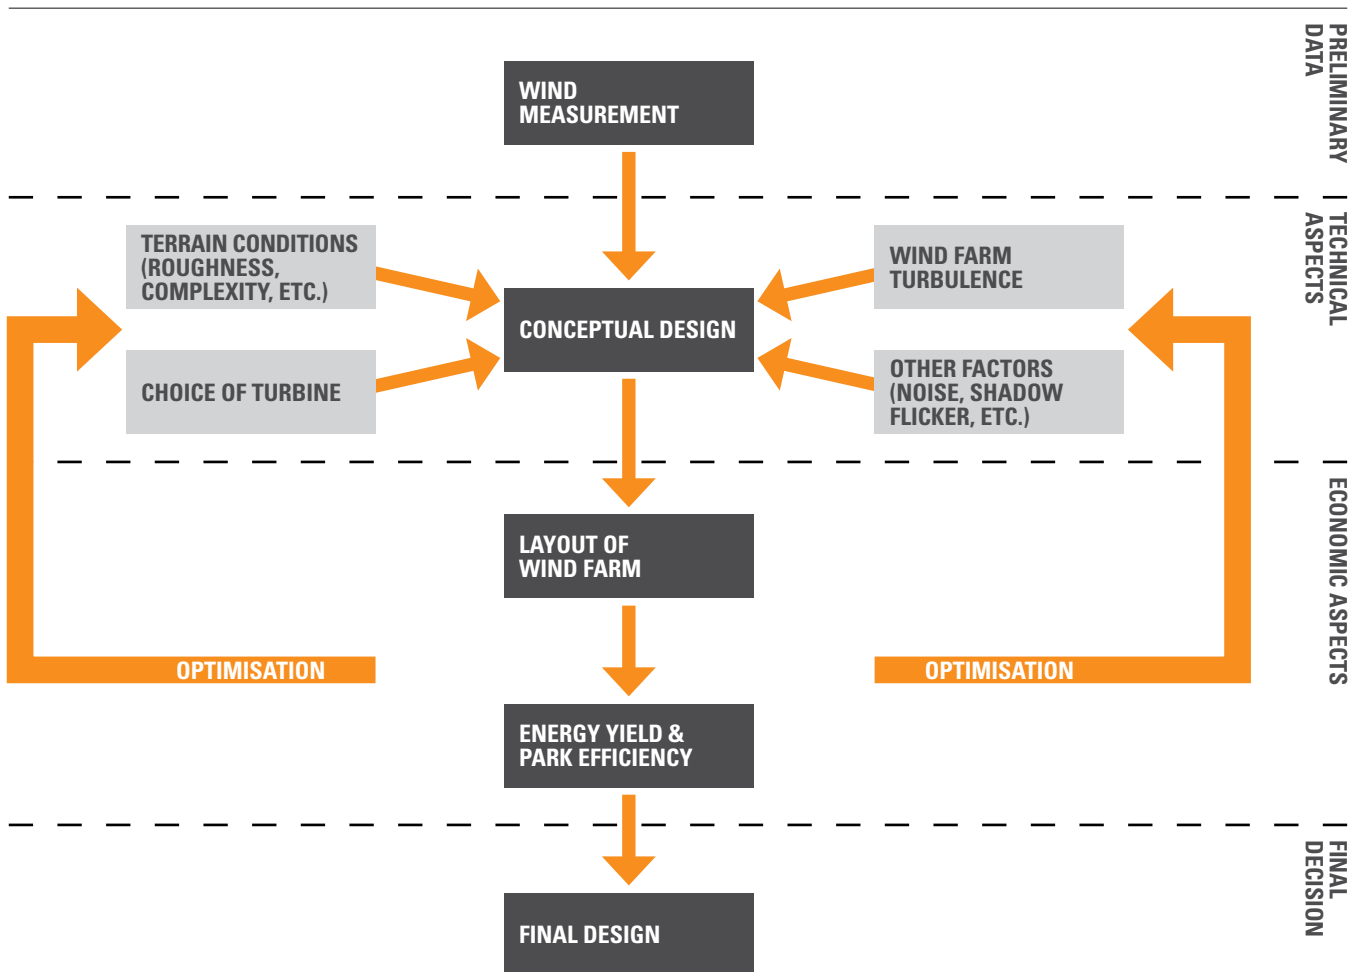 PRELIMINARY
DATA
WIND
MEASUREMENT
TECHNICAL
ASPECTS
TERRAIN CONDITIONS
(ROUGHNESS,
COMPLEXITY, ETC.)
WIND FARM
TURBULENCE
CONCEPTUAL DESIGN
CHOICE OF TURBINE
OTHER FACTORS
(NOISE, SHADOW
FLICKER, ETC.)
ECONOMIC ASPECTS
LAYOUT OF
WIND FARM
OPTIMISATION
OPTIMISATION
ENERGY YIELD &
PARK EFFICIENCY
FINAL
DECISION
FINAL DESIGN